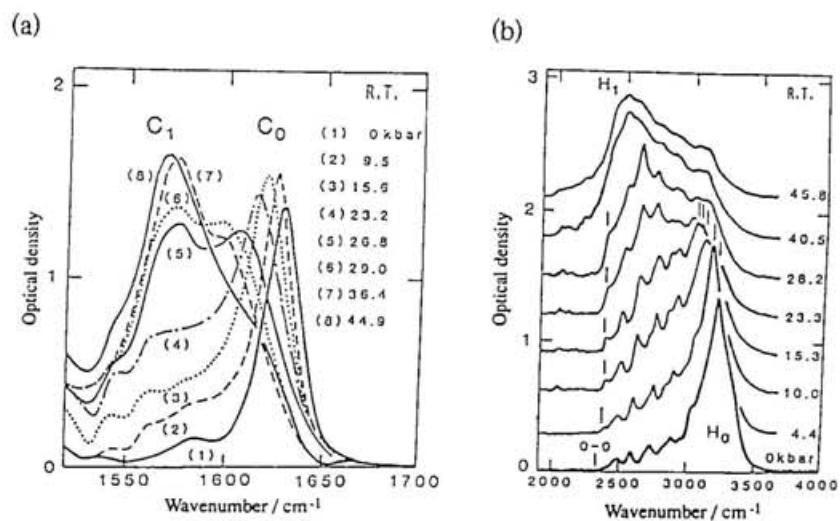 (a)
Optical density
2
1
0
R.T.
C₁ C₀
(1) 0kbar
(2) 9.5
(3) 15.6
(4) 23.2
(5) 26.8
(6) 29.0
(7) 36.4
(8) 44.9
(8) (7)
(6)
(5)
(4)
(3)
(2)
(1)
1550 1600 1650 1700
Wavenumber / cm⁻¹
(b)
Optical density
3
2
1
0
H₁ R.T.
45.8
40.5
28.2
23.3
15.3
10.0
4.4
0kbar
0-0
H₀
2000 2500 3000 3500 4000
Wavenumber / cm⁻¹